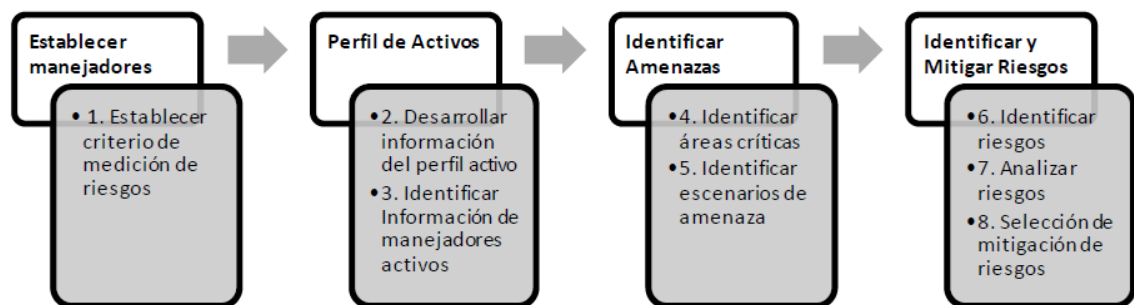 Establecer
manejadores
• 1. Establecer
criterio de
medición de
riesgos
Perfil de Activos
•2. Desarrollar
información
del perfil activo
•3. Identificar
Información de
manejadores
activos
Identificar
Amenazas
•4. Identificar
áreas críticas
•5. Identificar
escenarios de
amenaza
Identificar y
Mitigar Riesgos
•6. Identificar
riesgos
•7. Analizar
riesgos
•8. Selección de
mitigación de
riesgos